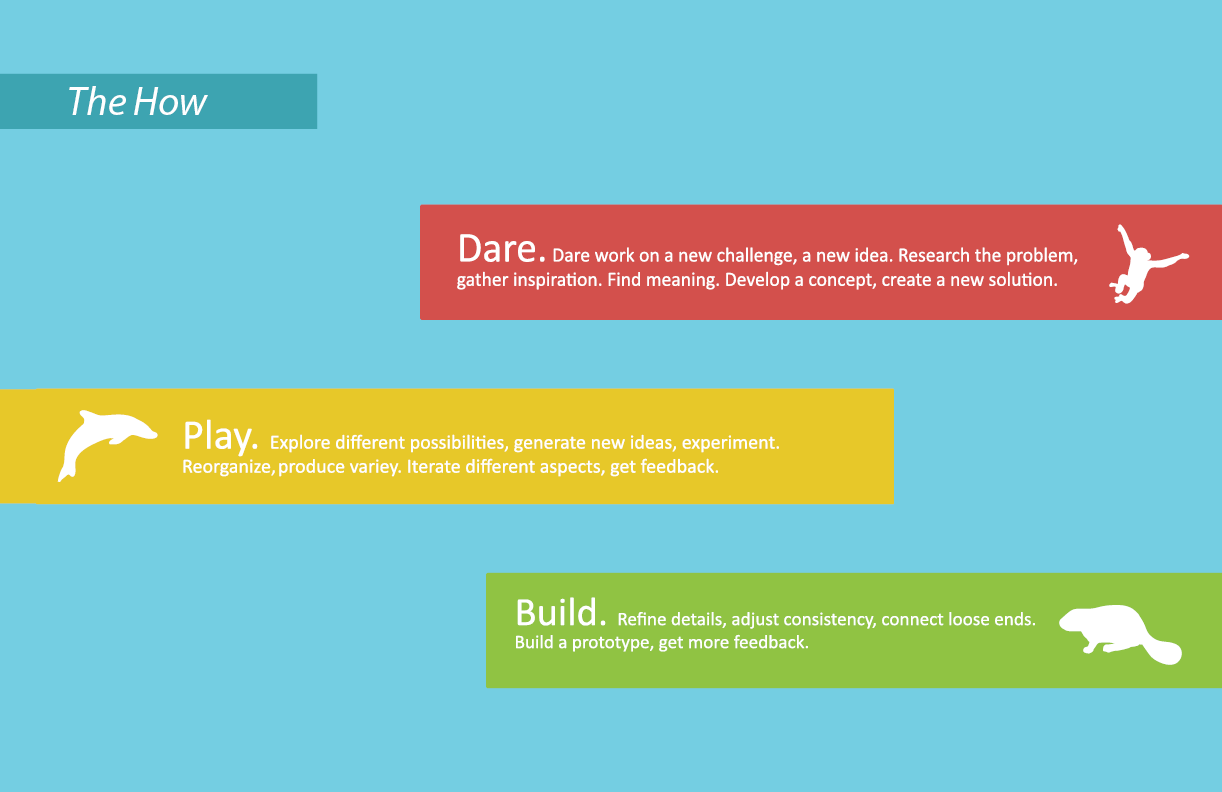 The How
Dare. Dare work on a new challenge, a new idea. Research the problem,
gather inspiration. Find meaning. Develop a concept, create a new solution.
Play. Explore different possibilities, generate new ideas, experiment.
Reorganize, produce variey. Iterate different aspects, get feedback.
Build. Refine details, adjust consistency, connect loose ends.
Build a prototype, get more feedback.